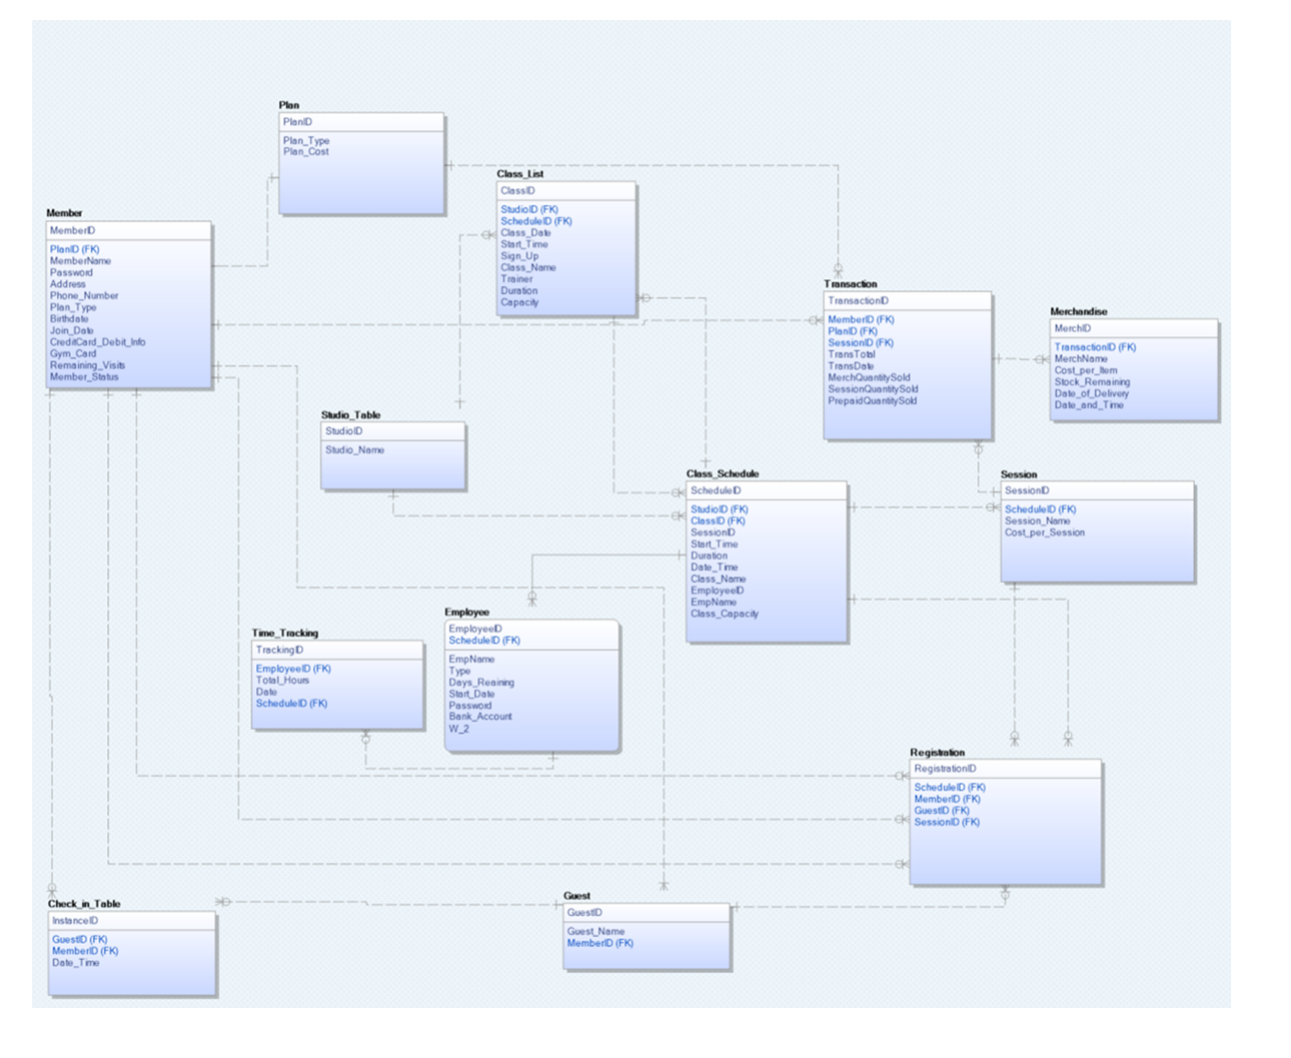 Plan
PlanID
Plan_Type
Plan_Cost
Class_List
ClassID
StudioID (FK)
ScheduleID (FK)
Class_Date
Start_Time
Sign_Up
Class_Name
Trainer
Duration
Capacity
Member
MemberID
PlanID (FK)
MemberName
Password
Address
Phone_Number
Plan_Type
Birthdate
Join_Date
CreditCard_Debit_Info
Gym_Card
Remaining_Visits
Member_Status
Transaction
TransactionID
MemberID (FK)
PlanID (FK)
SessionID (FK)
TransTotal
TransDate
MerchQuantitySold
SessionQuantitySold
PrepaidQuantitySold
Merchandise
MerchID
TransactionID (FK)
MerchName
Cost_per_Item
Stock_Remaining
Date_of_Delivery
Date_and_Time
Studio_Table
StudioID
Studio_Name
Class_Schedule
ScheduleID
StudioID (FK)
ClassID (FK)
SessionID
Start_Time
Duration
Date_Time
Class_Name
EmployeeID
EmpName
Class_Capacity
Session
SessionID
ScheduleID (FK)
Session_Name
Cost_per_Session
Employee
EmployeeID
ScheduleID (FK)
EmpName
Type
Days_Reaining
Start_Date
Password
Bank_Account
W_2
Time_Tracking
TrackingID
EmployeeID (FK)
Total_Hours
Date
ScheduleID (FK)
Registration
RegistrationID
ScheduleID (FK)
MemberID (FK)
GuestID (FK)
SessionID (FK)
Check_in_Table
InstanceID
GuestID (FK)
MemberID (FK)
Date_Time
Guest
GuestID
Guest_Name
MemberID (FK)